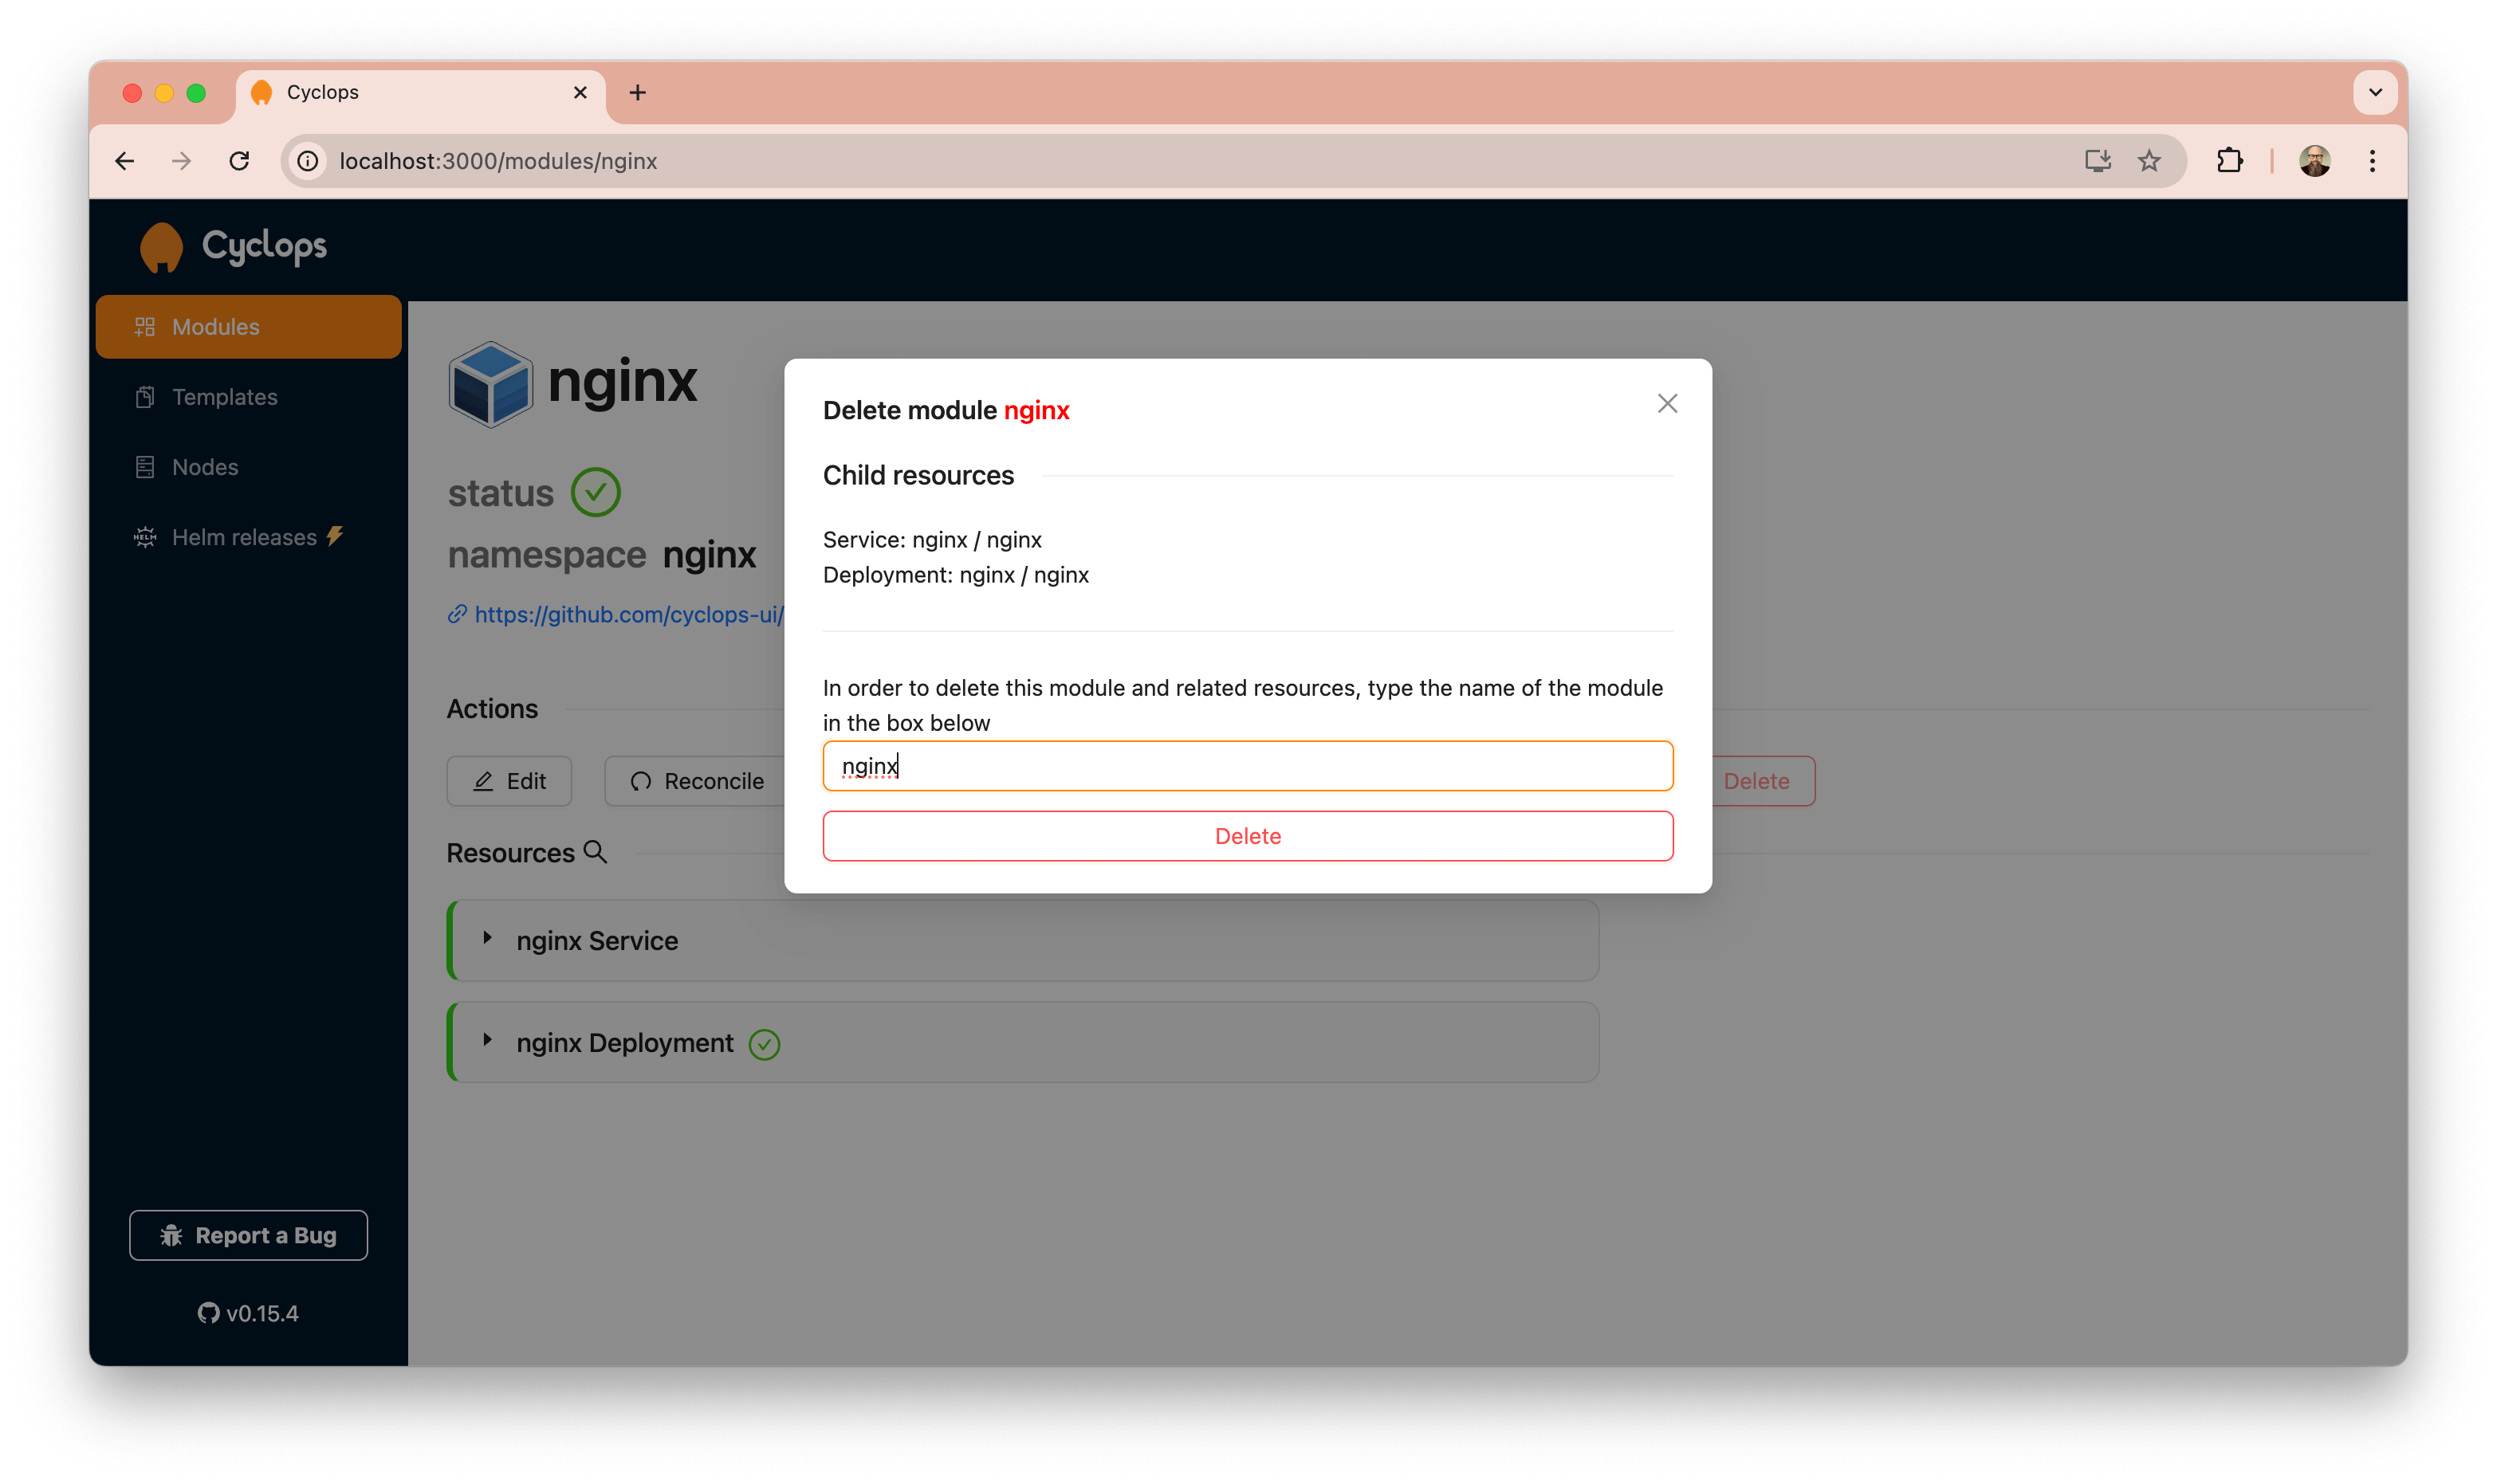 Cyclops
localhost:3000/modules/nginx
Cyclops
Modules
Templates
Nodes
HELM Helm releases
Report a Bug
v0.15.4
nginx
status
namespace nginx
https://github.com/cyclops-ui/
Actions
Edit
Reconcile
Delete
Resources
nginx Service
nginx Deployment
Delete module nginx
Child resources
Service: nginx / nginx
Deployment: nginx / nginx
In order to delete this module and related resources, type the name of the module
in the box below
nginx
Delete